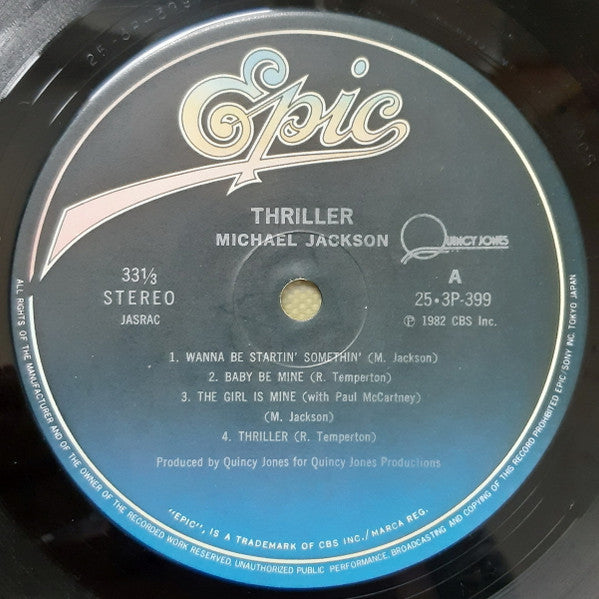 Epic
THRILLER
MICHAEL JACKSON
QUINCY JONES
33⅓
STEREO
JASRAC
A
25•3P-399
℗ 1982 CBS Inc.
1. WANNA BE STARTIN' SOMETHIN' (M. Jackson)
2. BABY BE MINE (R. Temperton)
3. THE GIRL IS MINE (with Paul McCartney)
(M. Jackson)
4. THRILLER (R. Temperton)
Produced by Quincy Jones for Quincy Jones Productions
"EPIC", IS A TRADEMARK OF CBS INC./MARCA REG.
ALL RIGHTS OF THE MANUFACTURER AND OF THE OWNER OF THE RECORDED WORK RESERVED. UNAUTHORIZED PUBLIC PERFORMANCE, BROADCASTING AND COPYING OF THIS RECORD PROHIBITED EPIC/SONY INC. TOKYO JAPAN